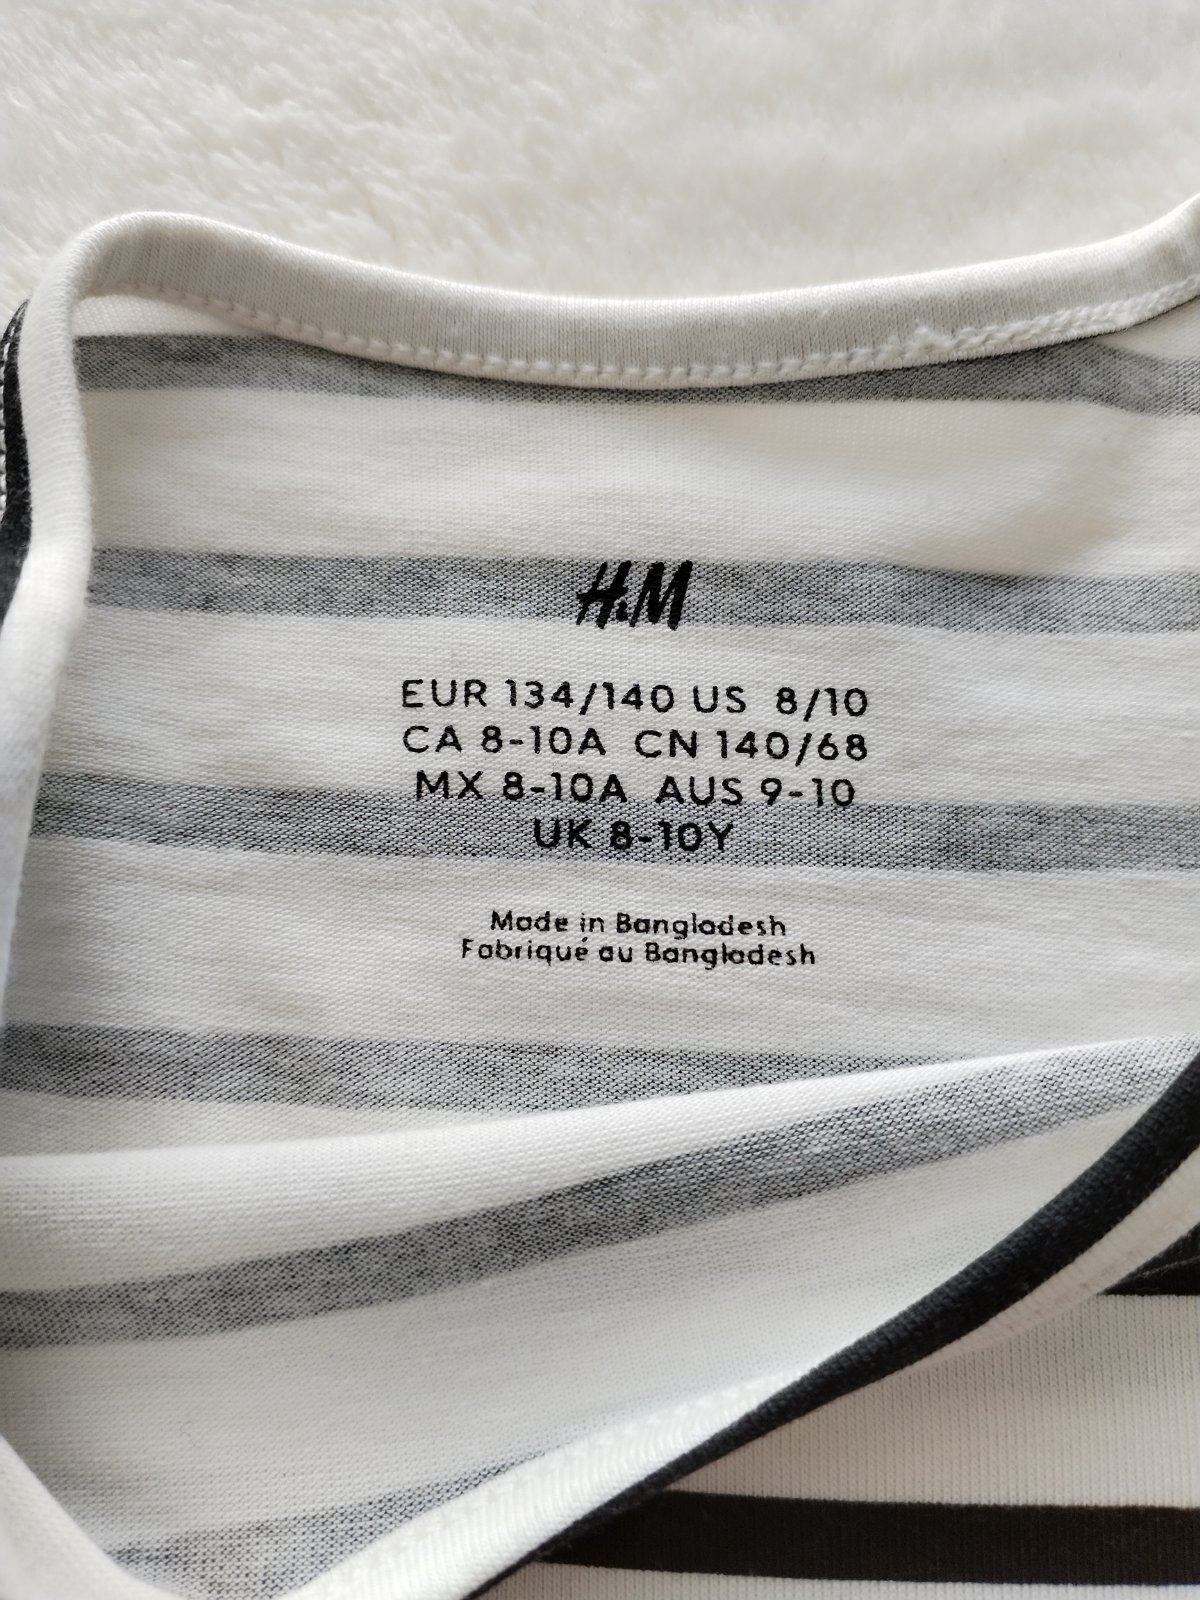 H&M
EUR 134/140 US 8/10
CA 8-10A CN 140/68
MX 8-10A AUS 9-10
UK 8-10Y
Made in Bangladesh
Fabriqué au Bangladesh